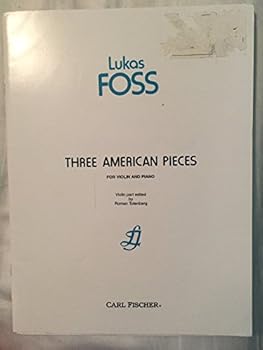 Lukas
FOSS
THREE AMERICAN PIECES
FOR VIOLIN AND PIANO
Violin part edited
by
Roman Totenberg
CARL FISCHER